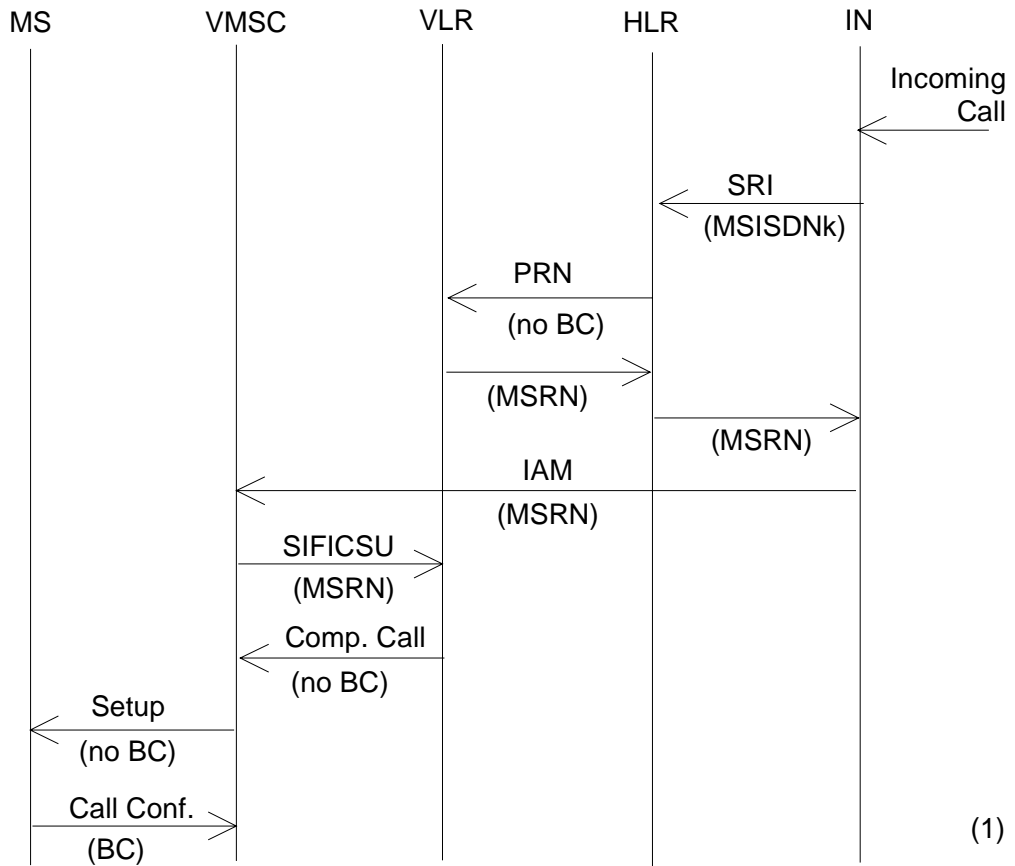 MS VMSC VLR HLR IN
Incoming
Call
SRI
(MSISDNk)
PRN
(no BC)
(MSRN)
(MSRN)
IAM
(MSRN)
SIFICSU
(MSRN)
Comp. Call
(no BC)
Setup
(no BC)
Call Conf.
(BC)
(1)